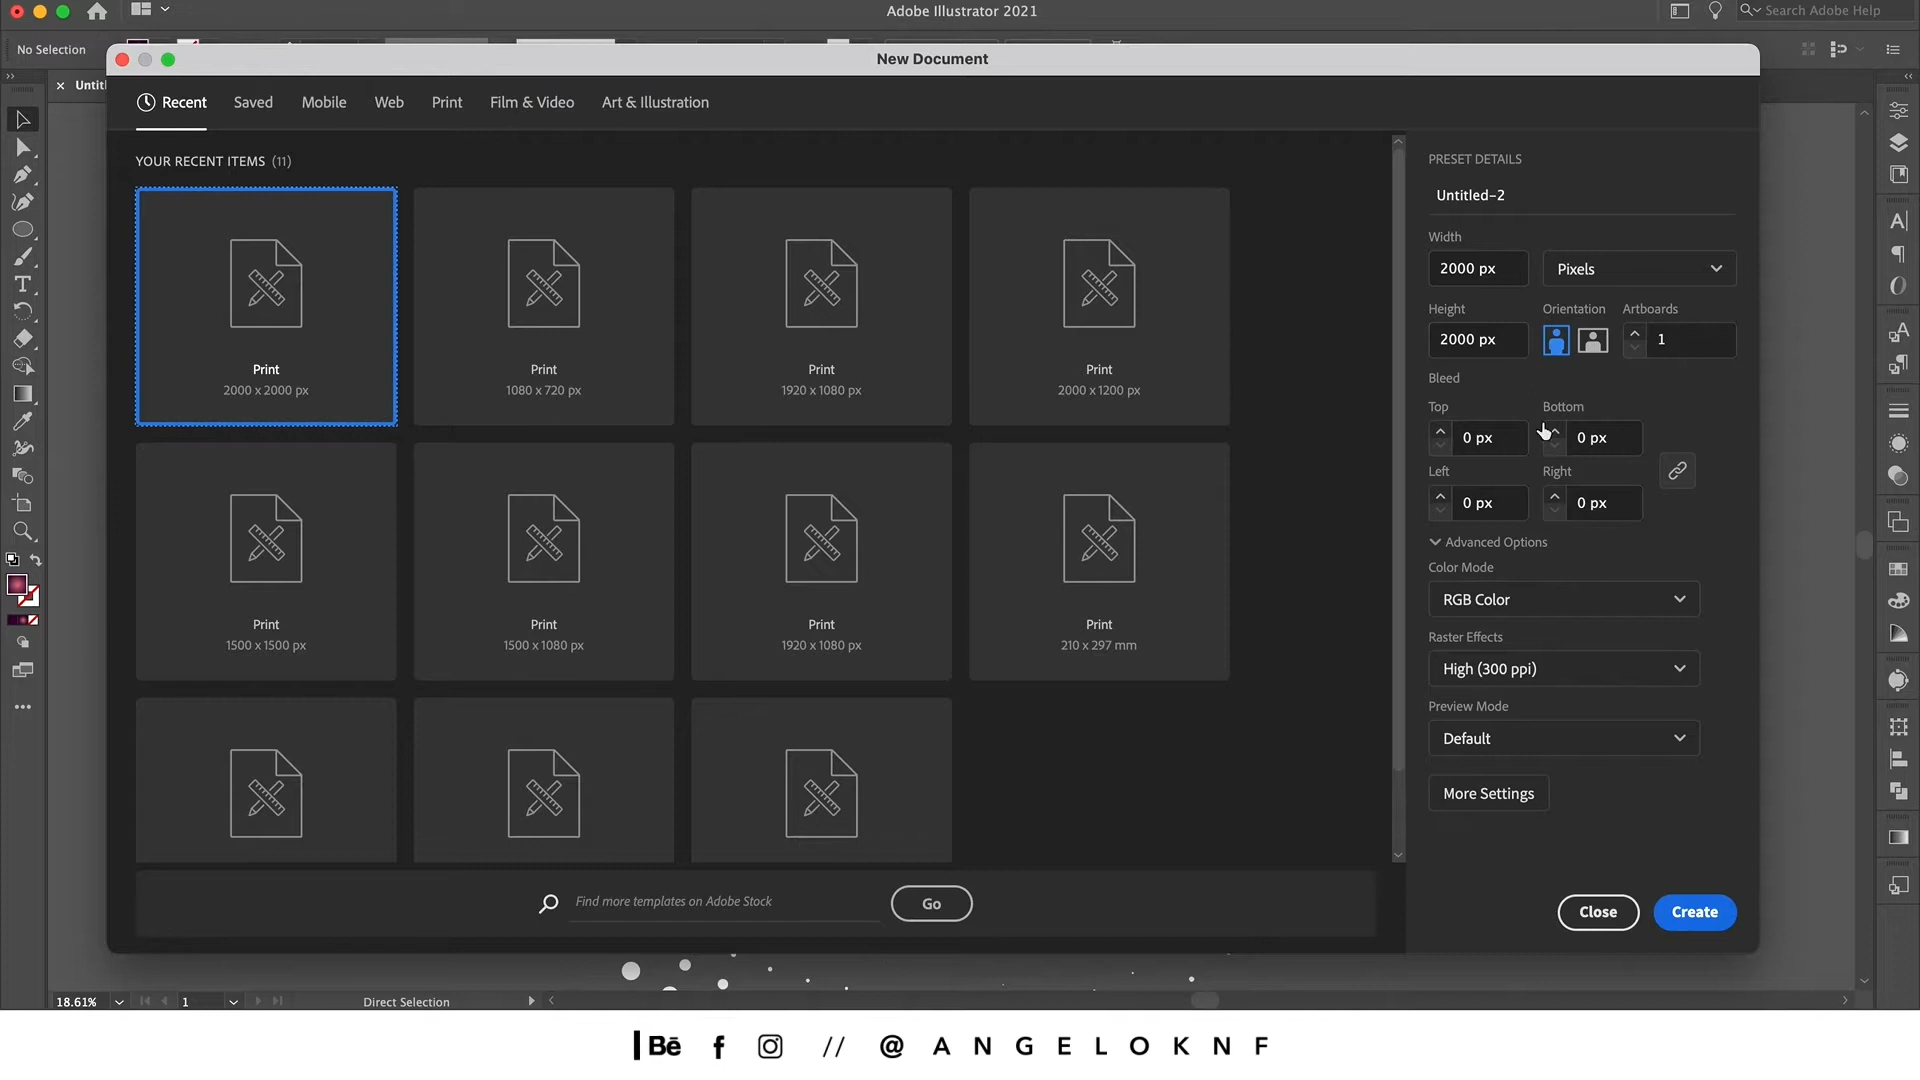 Adobe Illustrator 2021
Search Adobe Help
No Selection
New Document
Recent Saved Mobile Web Print Film & Video Art & Illustration
YOUR RECENT ITEMS (11)
Print
2000 x 2000 px
Print
1080 x 720 px
Print
1920 x 1080 px
Print
2000 x 1200 px
Print
1500 x 1500 px
Print
1500 x 1080 px
Print
1920 x 1080 px
Print
210 x 297 mm
Find more templates on Adobe Stock
Go
PRESET DETAILS
Untitled-2
Width
2000 px Pixels
Height Orientation Artboards
2000 px 1
Bleed
Top Bottom
0 px 0 px
Left Right
0 px 0 px
Advanced Options
Color Mode
RGB Color
Raster Effects
High (300 ppi)
Preview Mode
Default
More Settings
Close Create
18.61% 1 Direct Selection
Bē f // @ANGELOKNF